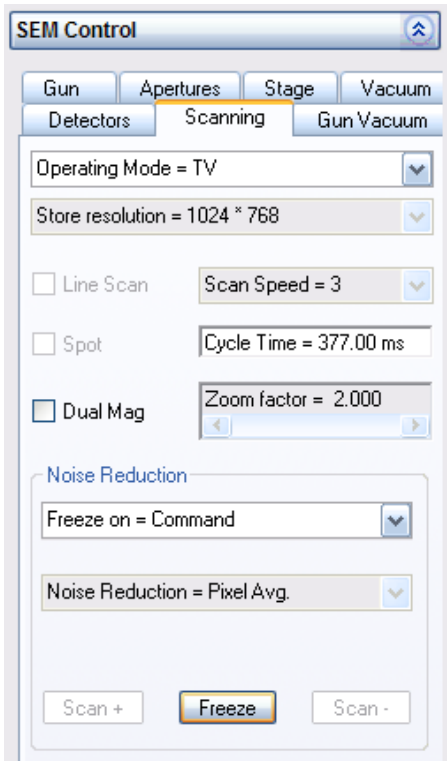 SEM Control
Gun Apertures Stage Vacuum
Detectors Scanning Gun Vacuum
Operating Mode = TV
Store resolution = 1024 * 768
Line Scan Scan Speed = 3
Spot Cycle Time = 377.00 ms
Dual Mag Zoom factor = 2.000
Noise Reduction
Freeze on = Command
Noise Reduction = Pixel Avg.
Scan + Freeze Scan -